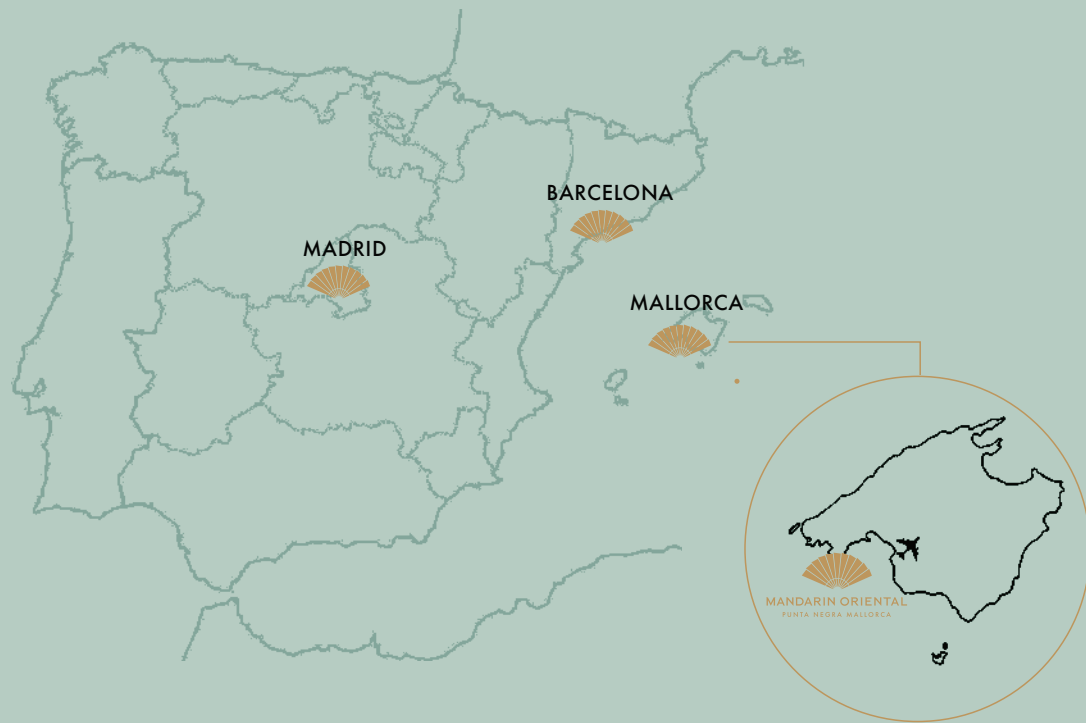 BARCELONA
MADRID
MALLORCA
MANDARIN ORIENTAL
PUNTA NEGRA MALLORCA